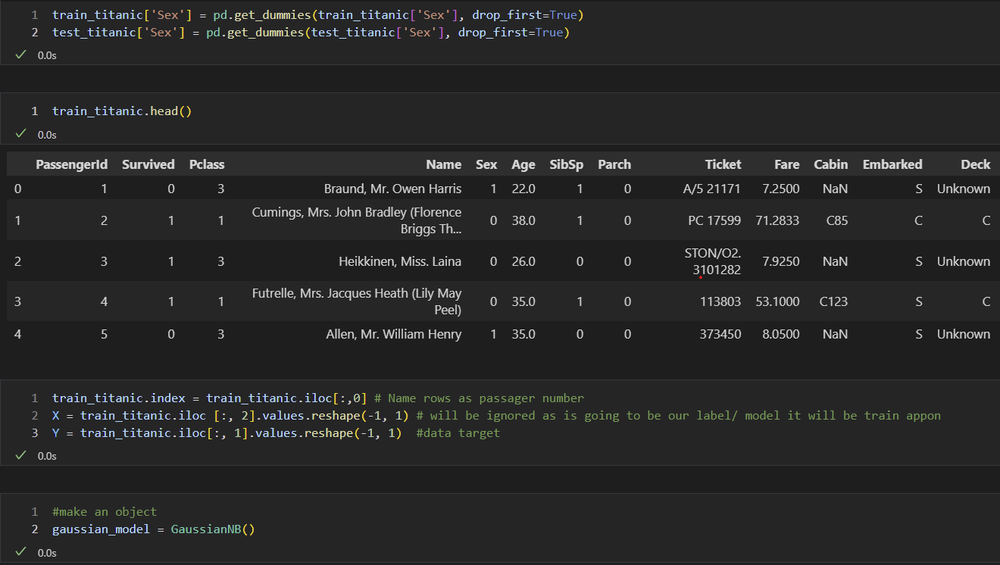 1 train_titanic['Sex'] = pd.get_dummies(train_titanic['Sex'], drop_first=True)
2 test_titanic['Sex'] = pd.get_dummies(test_titanic['Sex'], drop_first=True)
✓ 0.0s
1 train_titanic.head()
✓ 0.0s
PassengerId Survived Pclass Name Sex Age SibSp Parch Ticket Fare Cabin Embarked Deck
0 1 0 3 Braund, Mr. Owen Harris 1 22.0 1 0 A/5 21171 7.2500 NaN S Unknown
1 2 1 1 Cumings, Mrs. John Bradley (Florence
Briggs Th... 0 38.0 1 0 PC 17599 71.2833 C85 C C
2 3 1 3 Heikkinen, Miss. Laina 0 26.0 0 0 STON/O2.
3101282 7.9250 NaN S Unknown
3 4 1 1 Futrelle, Mrs. Jacques Heath (Lily May
Peel) 0 35.0 1 0 113803 53.1000 C123 S C
4 5 0 3 Allen, Mr. William Henry 1 35.0 0 0 373450 8.0500 NaN S Unknown
1 train_titanic.index = train_titanic.iloc[:,0] # Name rows as passager number
2 X = train_titanic.iloc [:, 2].values.reshape(-1, 1) # will be ignored as is going to be our label/ model it will be train appon
3 Y = train_titanic.iloc[:, 1].values.reshape(-1, 1)  #data target
✓ 0.0s
1 #make an object
2 gaussian_model = GaussianNB()
✓ 0.0s